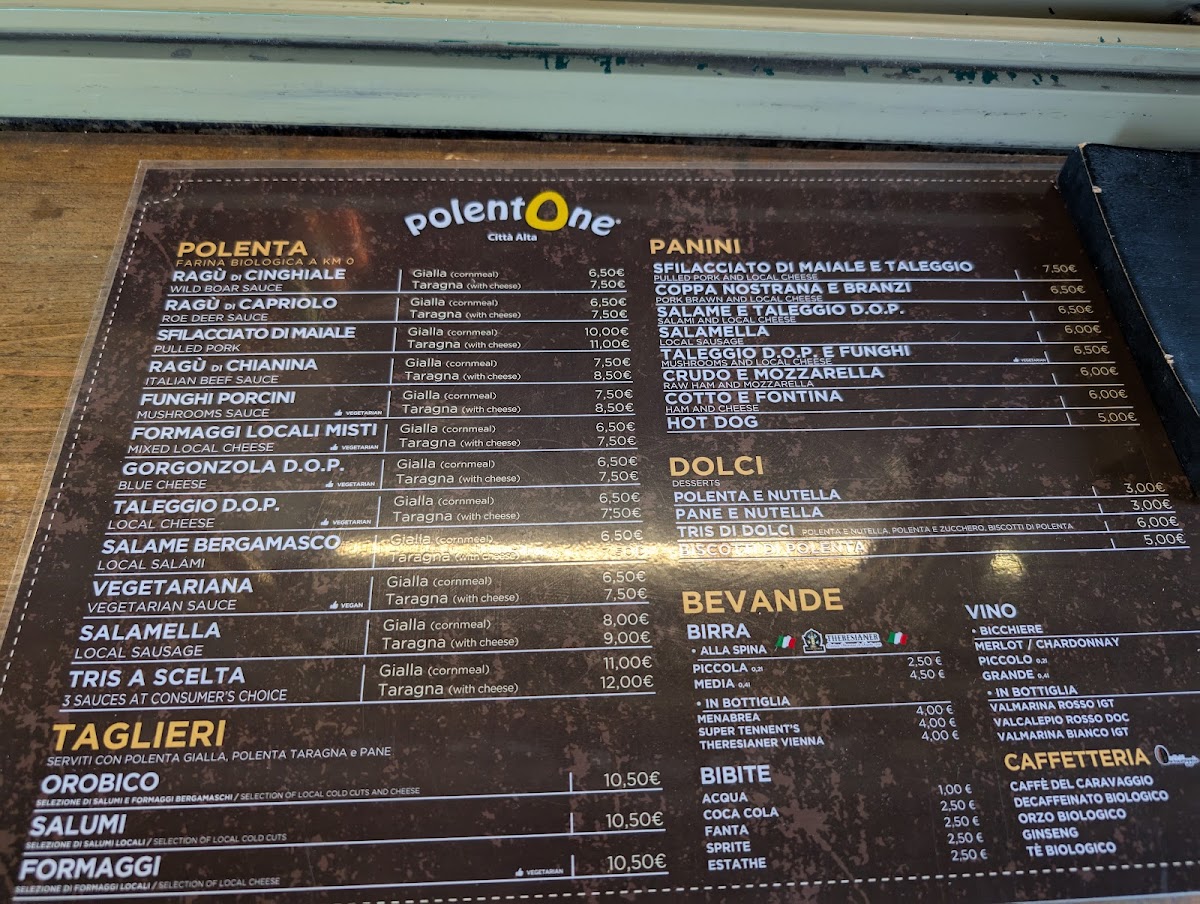 polentOne
Città Alta
POLENTA
FARINA BIOLOGICA A KM 0
RAGÙ DI CINGHIALE
WILD BOAR SAUCE
Gialla (cornmeal) 6,50€
Taragna (with cheese) 7,50€
RAGÙ DI CAPRIOLO
ROE DEER SAUCE
Gialla (cornmeal) 6,50€
Taragna (with cheese) 7,50€
SFILACCIATO DI MAIALE
PULLED PORK
Gialla (cornmeal) 10,00€
Taragna (with cheese) 11,00€
RAGÙ DI CHIANINA
ITALIAN BEEF SAUCE
Gialla (cornmeal) 7,50€
Taragna (with cheese) 8,50€
FUNGHI PORCINI
MUSHROOMS SAUCE VEGETARIAN
Gialla (cornmeal) 7,50€
Taragna (with cheese) 8,50€
FORMAGGI LOCALI MISTI
MIXED LOCAL CHEESE VEGETARIAN
Gialla (cornmeal) 6,50€
Taragna (with cheese) 7,50€
GORGONZOLA D.O.P.
BLUE CHEESE VEGETARIAN
Gialla (cornmeal) 6,50€
Taragna (with cheese) 7,50€
TALEGGIO D.O.P.
LOCAL CHEESE VEGETARIAN
Gialla (cornmeal) 6,50€
Taragna (with cheese) 7,50€
SALAME BERGAMASCO
LOCAL SALAMI
Gialla (cornmeal) 6,50€
Taragna (with cheese)
VEGETARIANA
VEGETARIAN SAUCE VEGAN
Gialla (cornmeal) 6,50€
Taragna (with cheese) 7,50€
SALAMELLA
LOCAL SAUSAGE
Gialla (cornmeal) 8,00€
Taragna (with cheese) 9,00€
TRIS A SCELTA
3 SAUCES AT CONSUMER'S CHOICE
Gialla (cornmeal) 11,00€
Taragna (with cheese) 12,00€
TAGLIERI
SERVITI CON POLENTA GIALLA, POLENTA TARAGNA e PANE
OROBICO 10,50€
SELEZIONE DI SALUMI E FORMAGGI BERGAMASCHI / SELECTION OF LOCAL COLD CUTS AND CHEESE
SALUMI 10,50€
SELEZIONE DI SALUMI LOCALI / SELECTION OF LOCAL COLD CUTS
FORMAGGI 10,50€
SELEZIONE DI FORMAGGI LOCALI / SELECTION OF LOCAL CHEESE VEGETARIAN
PANINI
SFILACCIATO DI MAIALE E TALEGGIO 7,50€
PULLED PORK AND LOCAL CHEESE
COPPA NOSTRANA E BRANZI 6,50€
PORK BRAWN AND LOCAL CHEESE
SALAME E TALEGGIO D.O.P. 6,50€
SALAMI AND LOCAL CHEESE
SALAMELLA 6,00€
LOCAL SAUSAGE
TALEGGIO D.O.P. E FUNGHI 6,50€
MUSHROOMS AND LOCAL CHEESE VEGETARIAN
CRUDO E MOZZARELLA 6,00€
RAW HAM AND MOZZARELLA
COTTO E FONTINA 6,00€
HAM AND CHEESE
HOT DOG 5,00€
DOLCI
DESSERTS
POLENTA E NUTELLA 3,00€
PANE E NUTELLA 3,00€
TRIS DI DOLCI POLENTA E NUTELLA, POLENTA E ZUCCHERO, BISCOTTI DI POLENTA 6,00€
BISCOTTI DI POLENTA 5,00€
BEVANDE
BIRRA
• ALLA SPINA THERESIANER
PICCOLA 0,2l 2,50 €
MEDIA 0,4l 4,50 €
• IN BOTTIGLIA
MENABREA 4,00 €
SUPER TENNENT'S 4,00 €
THERESIANER VIENNA 4,00 €
BIBITE
ACQUA 1,00 €
COCA COLA 2,50 €
FANTA 2,50 €
SPRITE 2,50 €
ESTATHE 2,50 €
VINO
• BICCHIERE
MERLOT / CHARDONNAY
PICCOLO 0,2l
GRANDE 0,4l
• IN BOTTIGLIA
VALMARINA ROSSO IGT
VALCALEPIO ROSSO DOC
VALMARINA BIANCO IGT
CAFFETTERIA
CAFFÈ DEL CARAVAGGIO
DECAFFEINATO BIOLOGICO
ORZO BIOLOGICO
GINSENG
TÈ BIOLOGICO